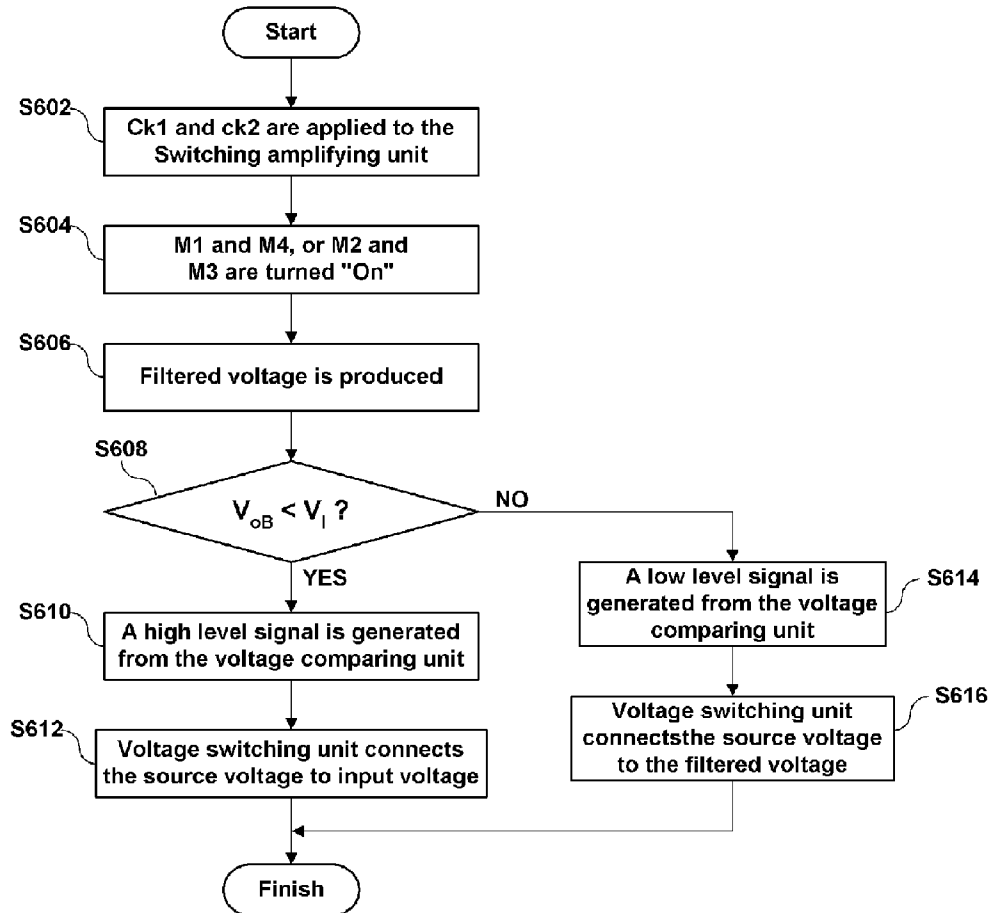 Start
S602
Ck1 and ck2 are applied to the
Switching amplifying unit
S604
M1 and M4, or M2 and
M3 are turned "On"
S606
Filtered voltage is produced
S608
VoB < VI ?
NO
YES
S610
A high level signal is generated
from the voltage comparing unit
S614
A low level signal is
generated from the voltage
comparing unit
S612
Voltage switching unit connects
the source voltage to input voltage
S616
Voltage switching unit
connectsthe source voltage
to the filtered voltage
Finish